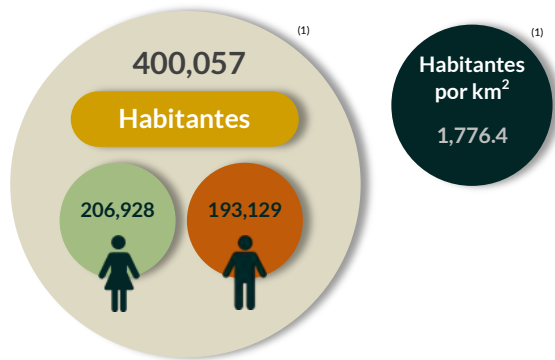 (1)
400,057
Habitantes
206,928
193,129
(1)
Habitantes
por km²
1,776.4